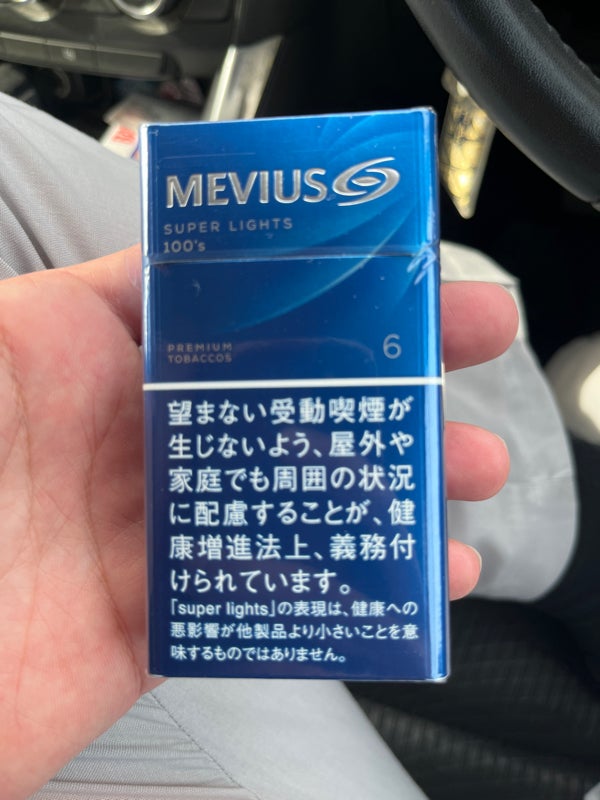 MEVIUS
SUPER LIGHTS
100's
PREMIUM
TOBACCOS
6
望まない受動喫煙が
生じないよう、屋外や
家庭でも周囲の状況
に配慮することが、健
康増進法上、義務付
けられています。
「super lights」の表現は、健康への
悪影響が他製品より小さいことを意
味するものではありません。